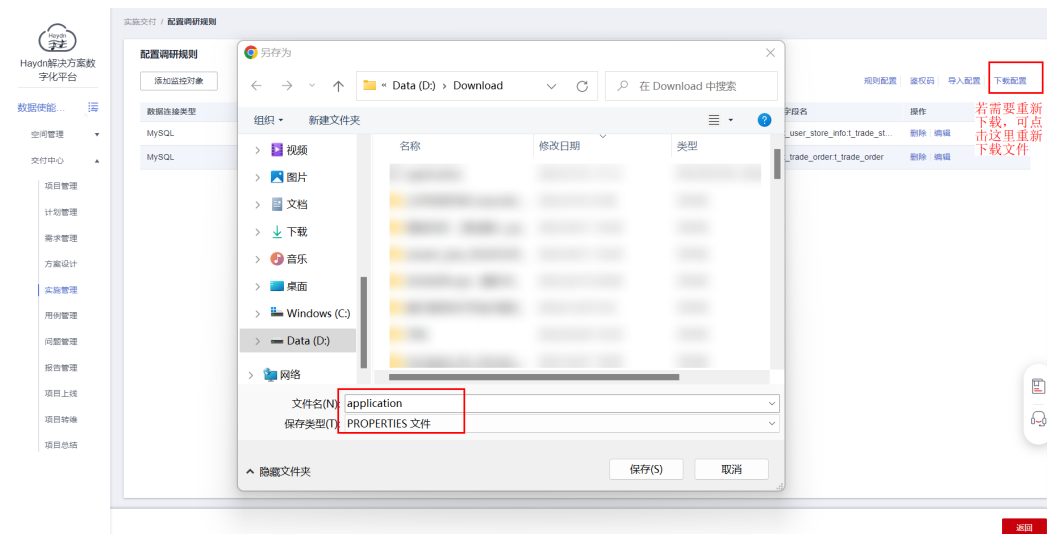 实施交付 / 配置调研规则
Haydn
Haydn解决方案数
字化平台
数据使能...
空间管理
交付中心
项目管理
计划管理
需求管理
方案设计
实施管理
用例管理
问题管理
报告管理
项目上线
项目转维
项目总结
配置调研规则
添加监控对象
规则配置 鉴权码 导入配置 下载配置
数据连接类型
字段名
操作
MySQL
_user_store_info:t_trade_st...
删除 编辑
MySQL
_trade_order:t_trade_order
删除 编辑
若需要重新
下载，可点
击这里重新
下载文件
另存为
« Data (D:) › Download
在 Download 中搜索
组织
新建文件夹
名称
修改日期
类型
视频
图片
文档
下载
音乐
桌面
Windows (C:)
Data (D:)
网络
文件名(N): application
保存类型(T): PROPERTIES 文件
隐藏文件夹
保存(S)
取消
返回